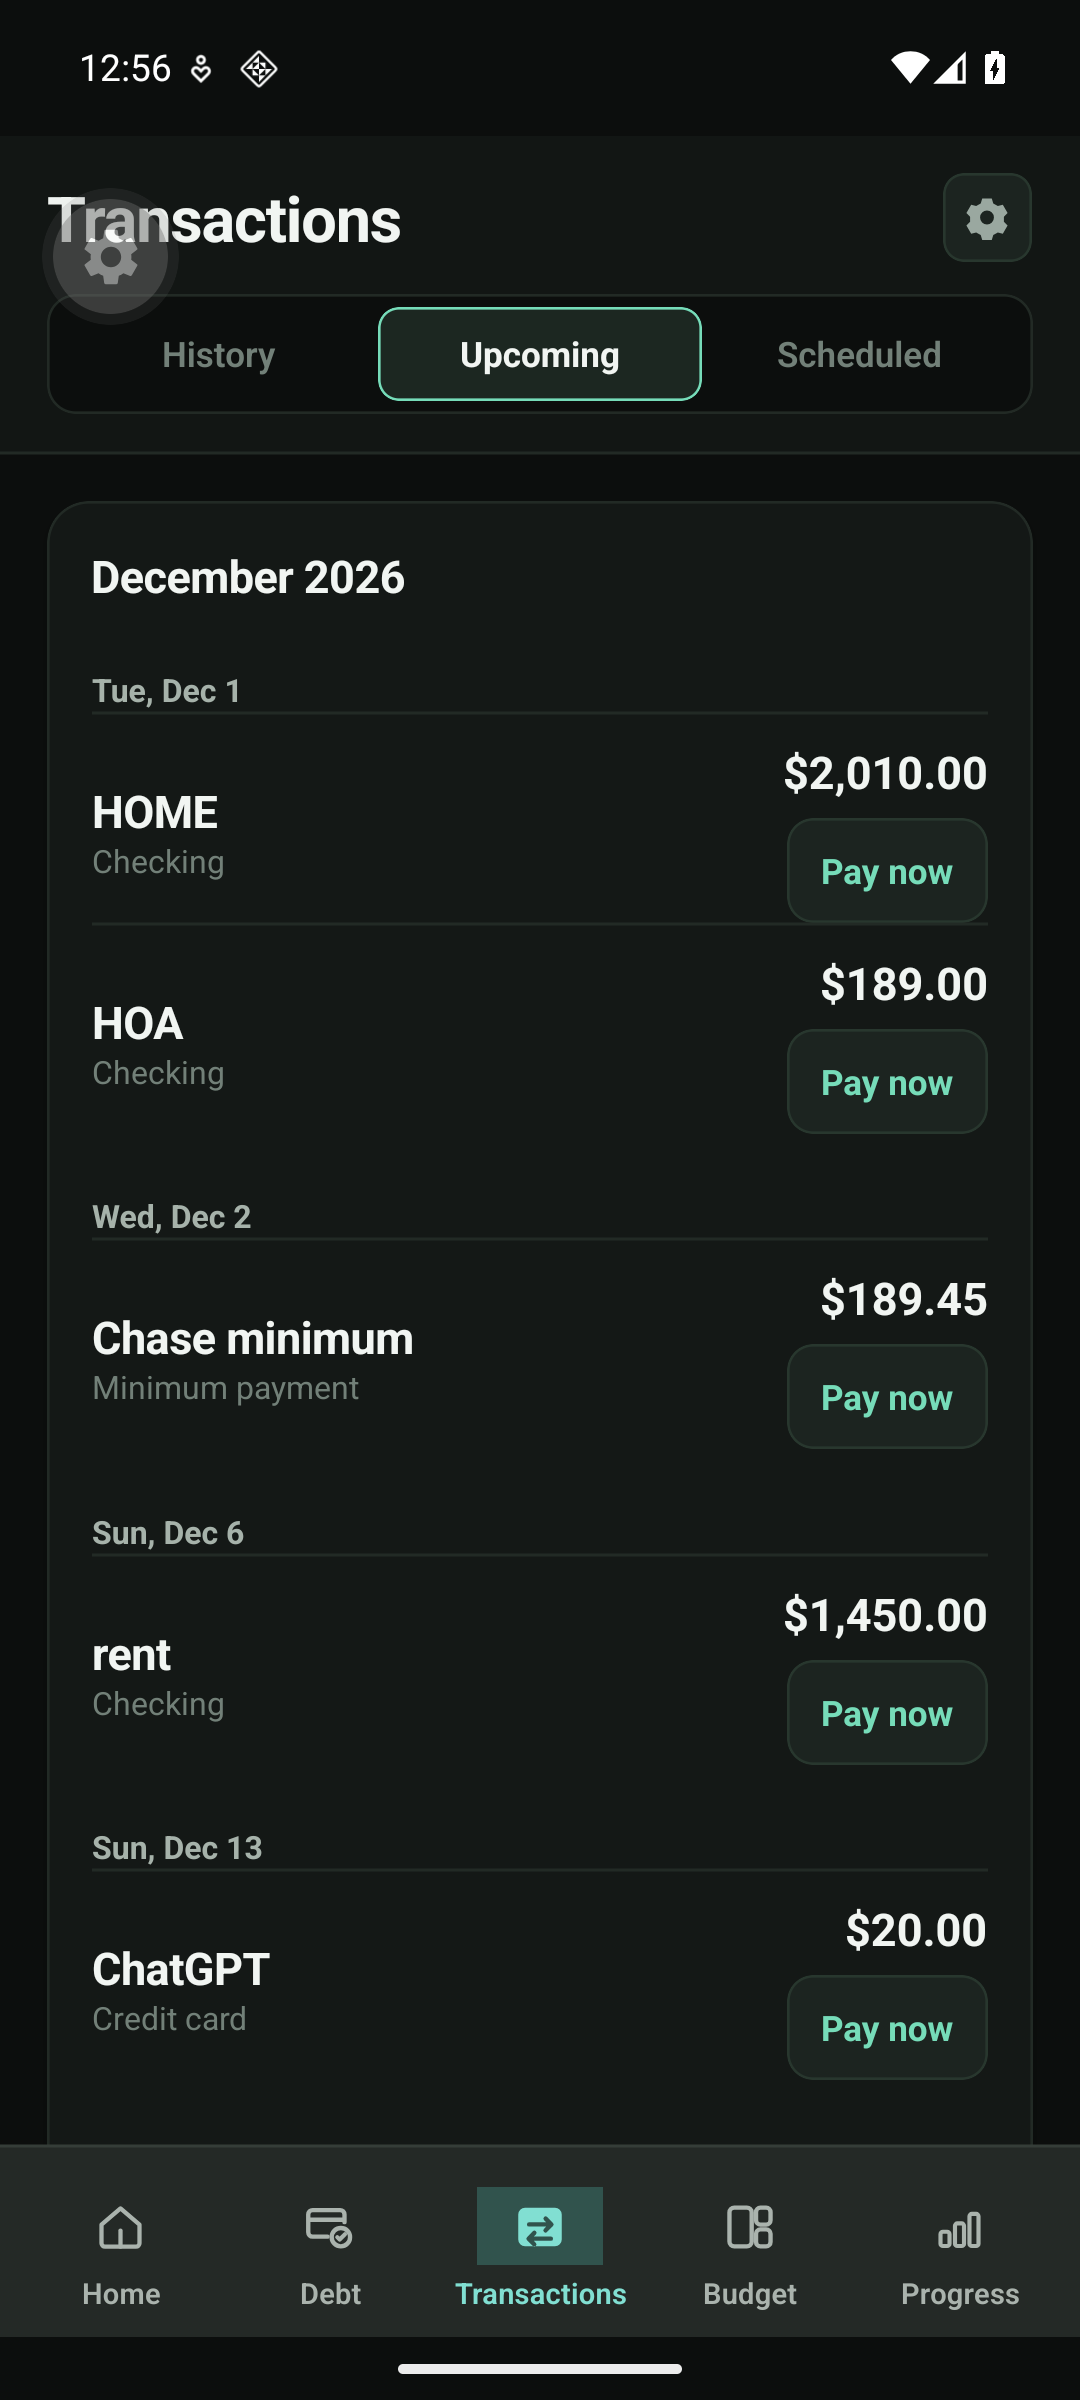 12:56
Transactions
History
Upcoming
Scheduled
December 2026
Tue, Dec 1
$2,010.00
HOME
Checking
Pay now
$189.00
HOA
Checking
Pay now
Wed, Dec 2
$189.45
Chase minimum
Minimum payment
Pay now
Sun, Dec 6
$1,450.00
rent
Checking
Pay now
Sun, Dec 13
$20.00
ChatGPT
Credit card
Pay now
Home
Debt
Transactions
Budget
Progress